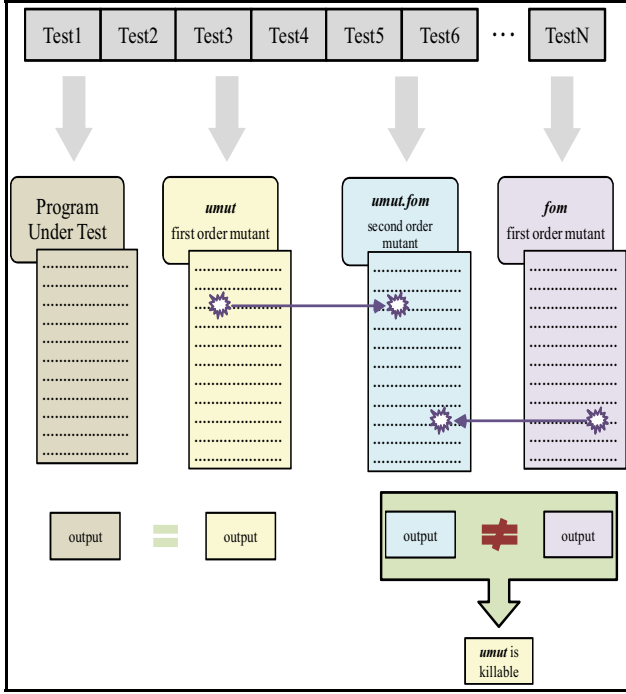 Test1 Test2 Test3 Test4 Test5 Test6 ... TestN
Program
Under Test
umut
first order mutant
umut.fom
second order
mutant
fom
first order mutant
output = output
output ≠ output
umut is
killable